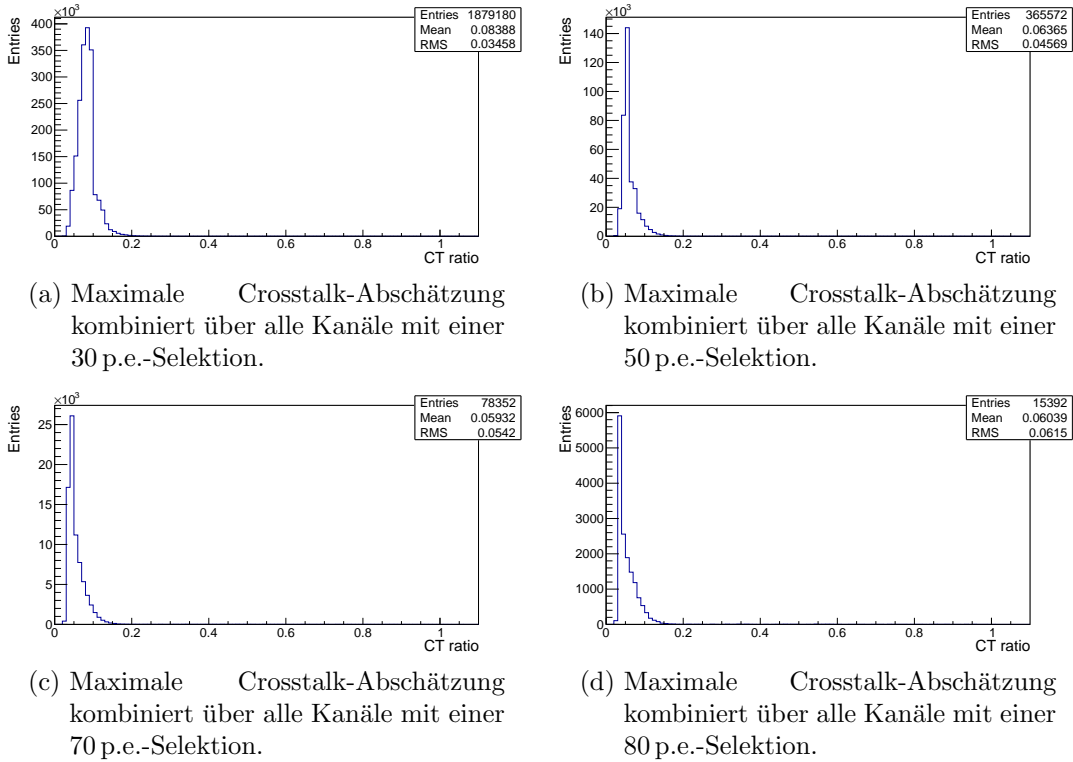 ×10³
Entries
Entries 1879180
Mean 0.08388
RMS 0.03458
400
350
300
250
200
150
100
50
0
0 0.2 0.4 0.6 0.8 1
CT ratio
(a) Maximale Crosstalk-Abschätzung
kombiniert über alle Kanäle mit einer
30 p.e.-Selektion.
×10³
Entries
Entries 365572
Mean 0.06365
RMS 0.04569
140
120
100
80
60
40
20
0
0 0.2 0.4 0.6 0.8 1
CT ratio
(b) Maximale Crosstalk-Abschätzung
kombiniert über alle Kanäle mit einer
50 p.e.-Selektion.
×10³
Entries
Entries 78352
Mean 0.05932
RMS 0.0542
25
20
15
10
5
0
0 0.2 0.4 0.6 0.8 1
CT ratio
(c) Maximale Crosstalk-Abschätzung
kombiniert über alle Kanäle mit einer
70 p.e.-Selektion.
Entries
Entries 15392
Mean 0.06039
RMS 0.0615
6000
5000
4000
3000
2000
1000
0
0 0.2 0.4 0.6 0.8 1
CT ratio
(d) Maximale Crosstalk-Abschätzung
kombiniert über alle Kanäle mit einer
80 p.e.-Selektion.